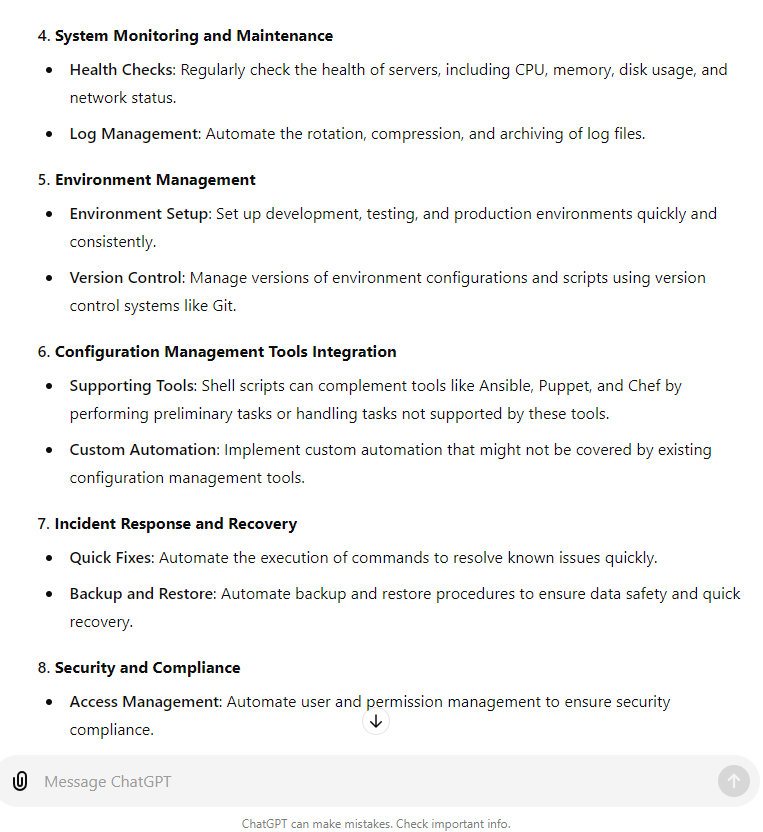 4. System Monitoring and Maintenance
• Health Checks: Regularly check the health of servers, including CPU, memory, disk usage, and
network status.
• Log Management: Automate the rotation, compression, and archiving of log files.
5. Environment Management
• Environment Setup: Set up development, testing, and production environments quickly and
consistently.
• Version Control: Manage versions of environment configurations and scripts using version
control systems like Git.
6. Configuration Management Tools Integration
• Supporting Tools: Shell scripts can complement tools like Ansible, Puppet, and Chef by
performing preliminary tasks or handling tasks not supported by these tools.
• Custom Automation: Implement custom automation that might not be covered by existing
configuration management tools.
7. Incident Response and Recovery
• Quick Fixes: Automate the execution of commands to resolve known issues quickly.
• Backup and Restore: Automate backup and restore procedures to ensure data safety and quick
recovery.
8. Security and Compliance
• Access Management: Automate user and permission management to ensure security
compliance.
Message ChatGPT
ChatGPT can make mistakes. Check important info.